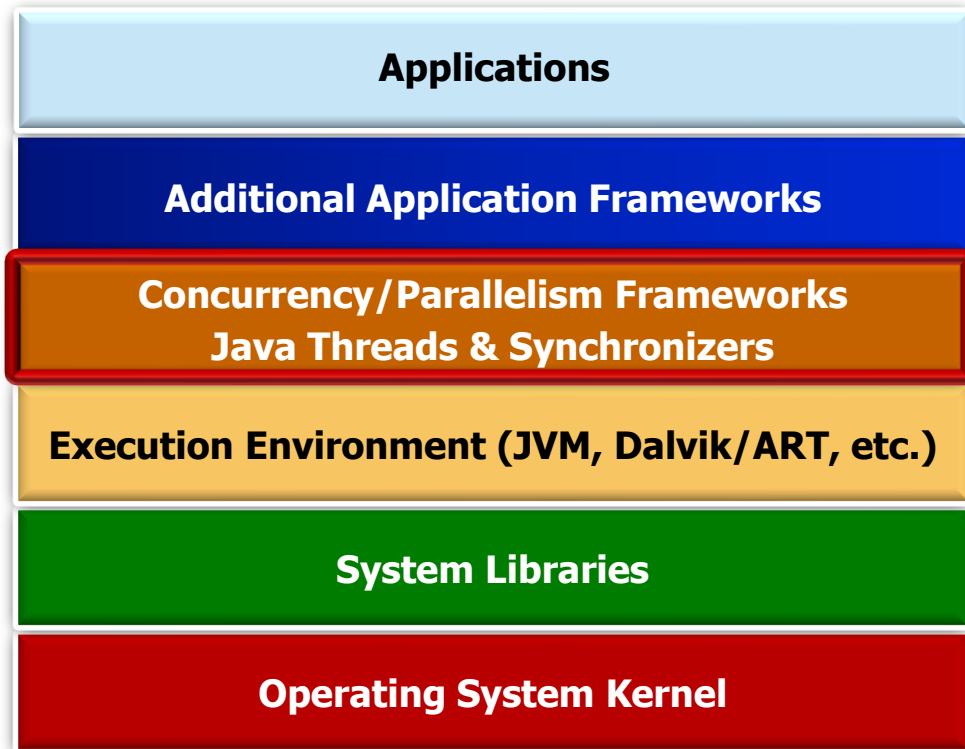 Applications
Additional Application Frameworks
Concurrency/Parallelism Frameworks
Java Threads & Synchronizers
Execution Environment (JVM, Dalvik/ART, etc.)
System Libraries
Operating System Kernel